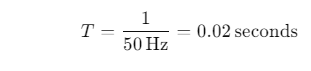 T = 1 / 50 Hz = 0.02 seconds